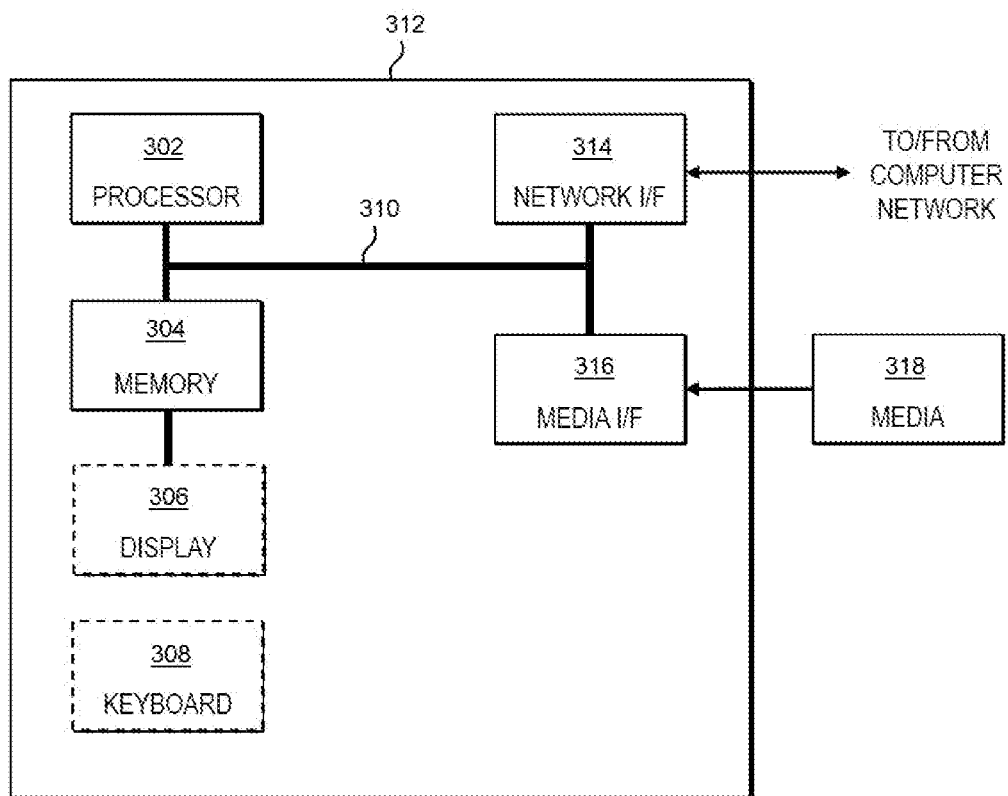 312
302
PROCESSOR
314
NETWORK I/F
TO/FROM
COMPUTER
NETWORK
310
304
MEMORY
316
MEDIA I/F
318
MEDIA
306
DISPLAY
308
KEYBOARD